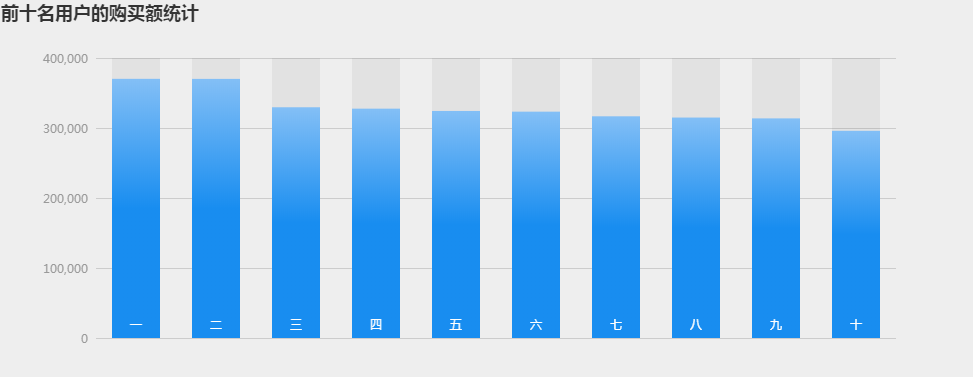 前十名用户的购买额统计
400,000
300,000
200,000
100,000
0
一 二 三 四 五 六 七 八 九 十